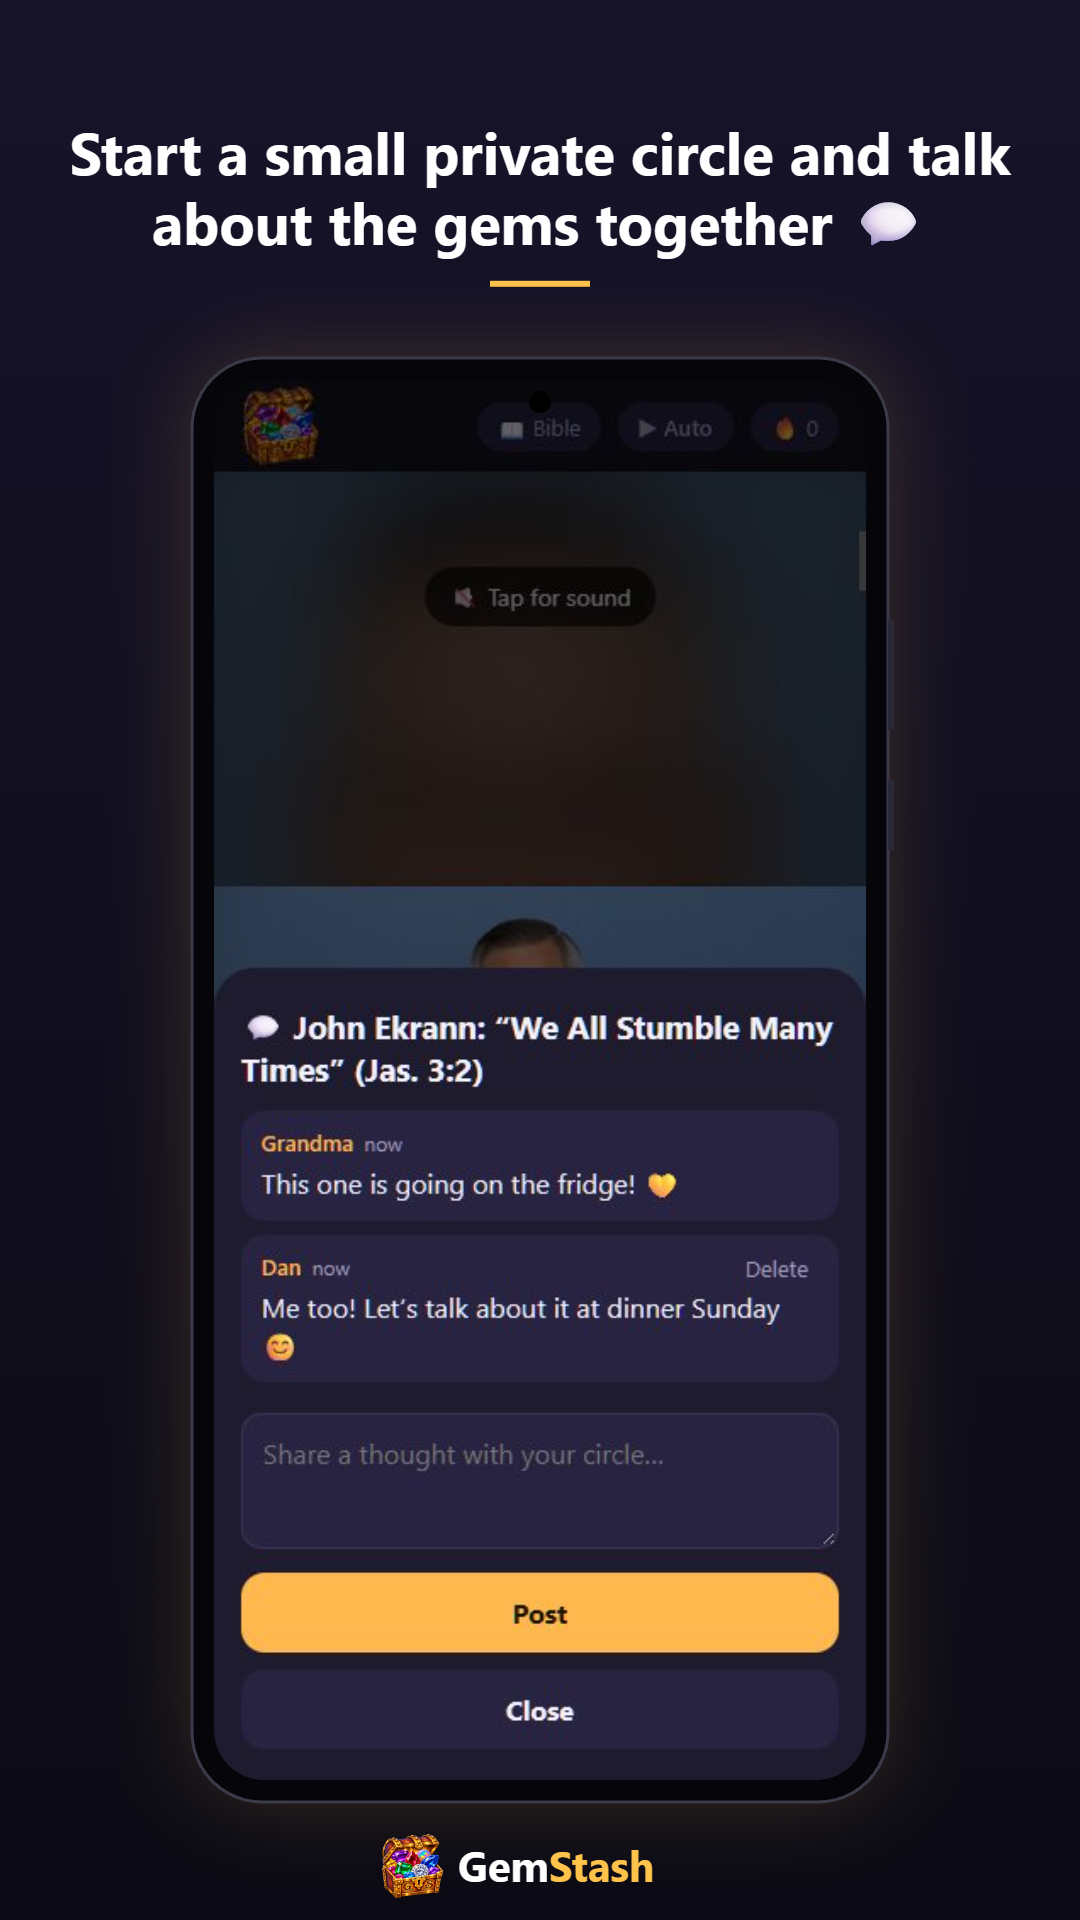 Start a small private circle and talk
about the gems together 💬
📖 Bible
▶ Auto
🔥 0
🔇 Tap for sound
💬 John Ekrann: “We All Stumble Many
Times” (Jas. 3:2)
Grandma now
This one is going on the fridge! 💛
Dan now
Delete
Me too! Let’s talk about it at dinner Sunday
😊
Share a thought with your circle…
Post
Close
GemStash